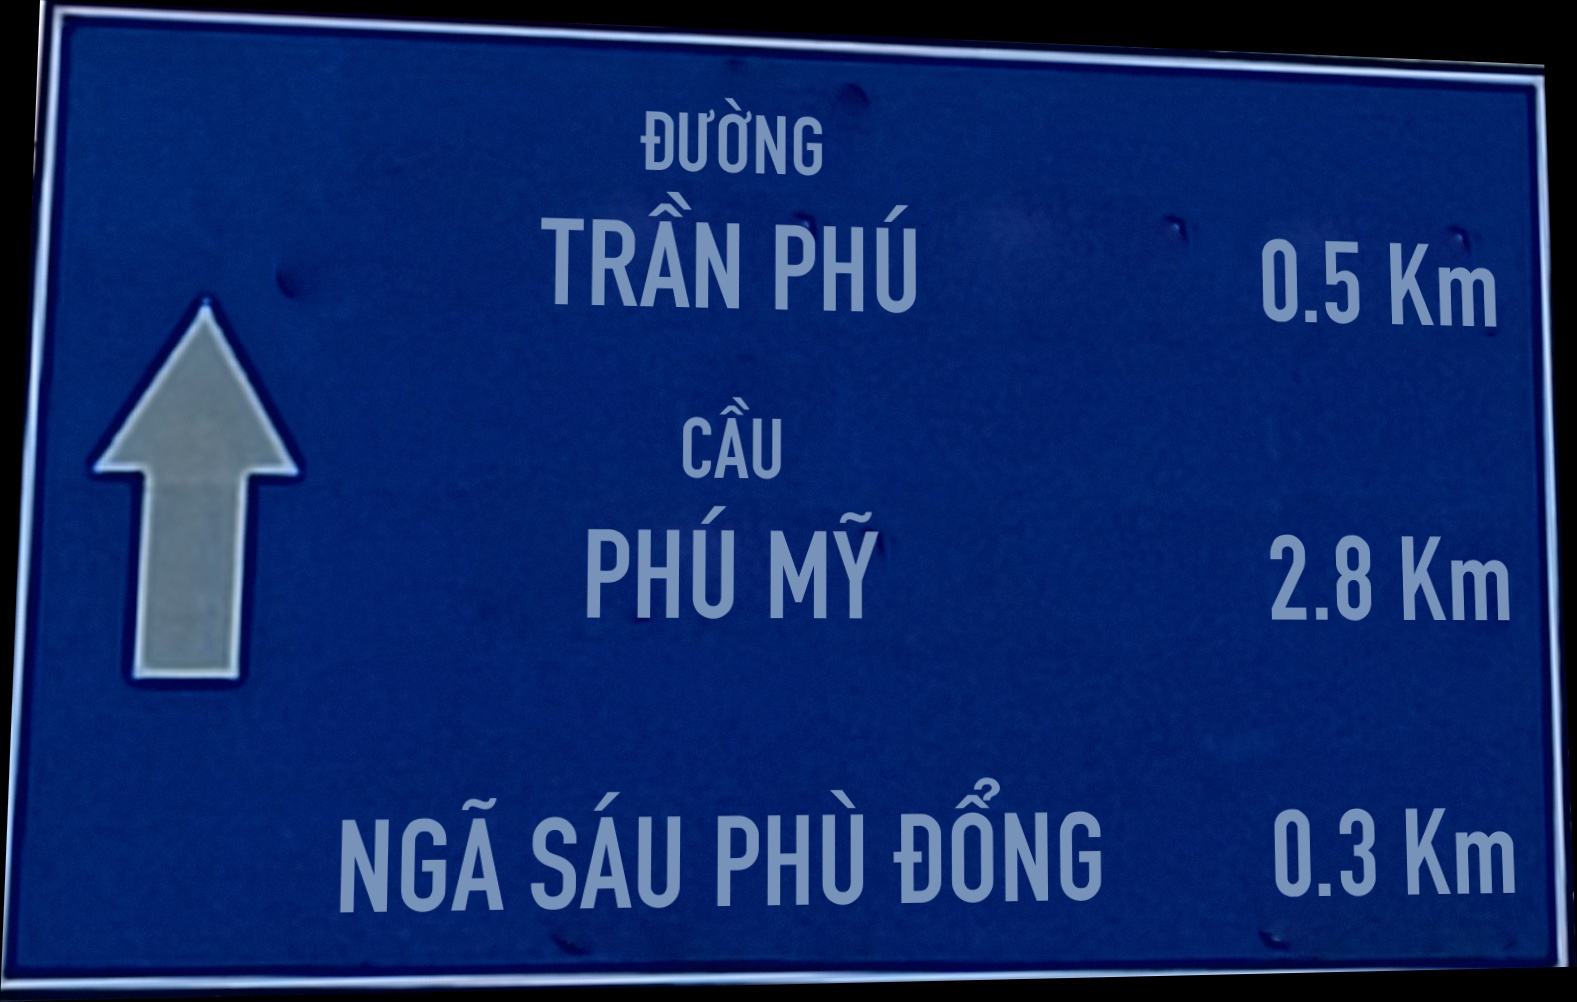 ĐƯỜNG
TRẦN PHÚ 0.5 Km
CẦU
PHÚ MỸ 2.8 Km
NGÃ SÁU PHÙ ĐỔNG 0.3 Km